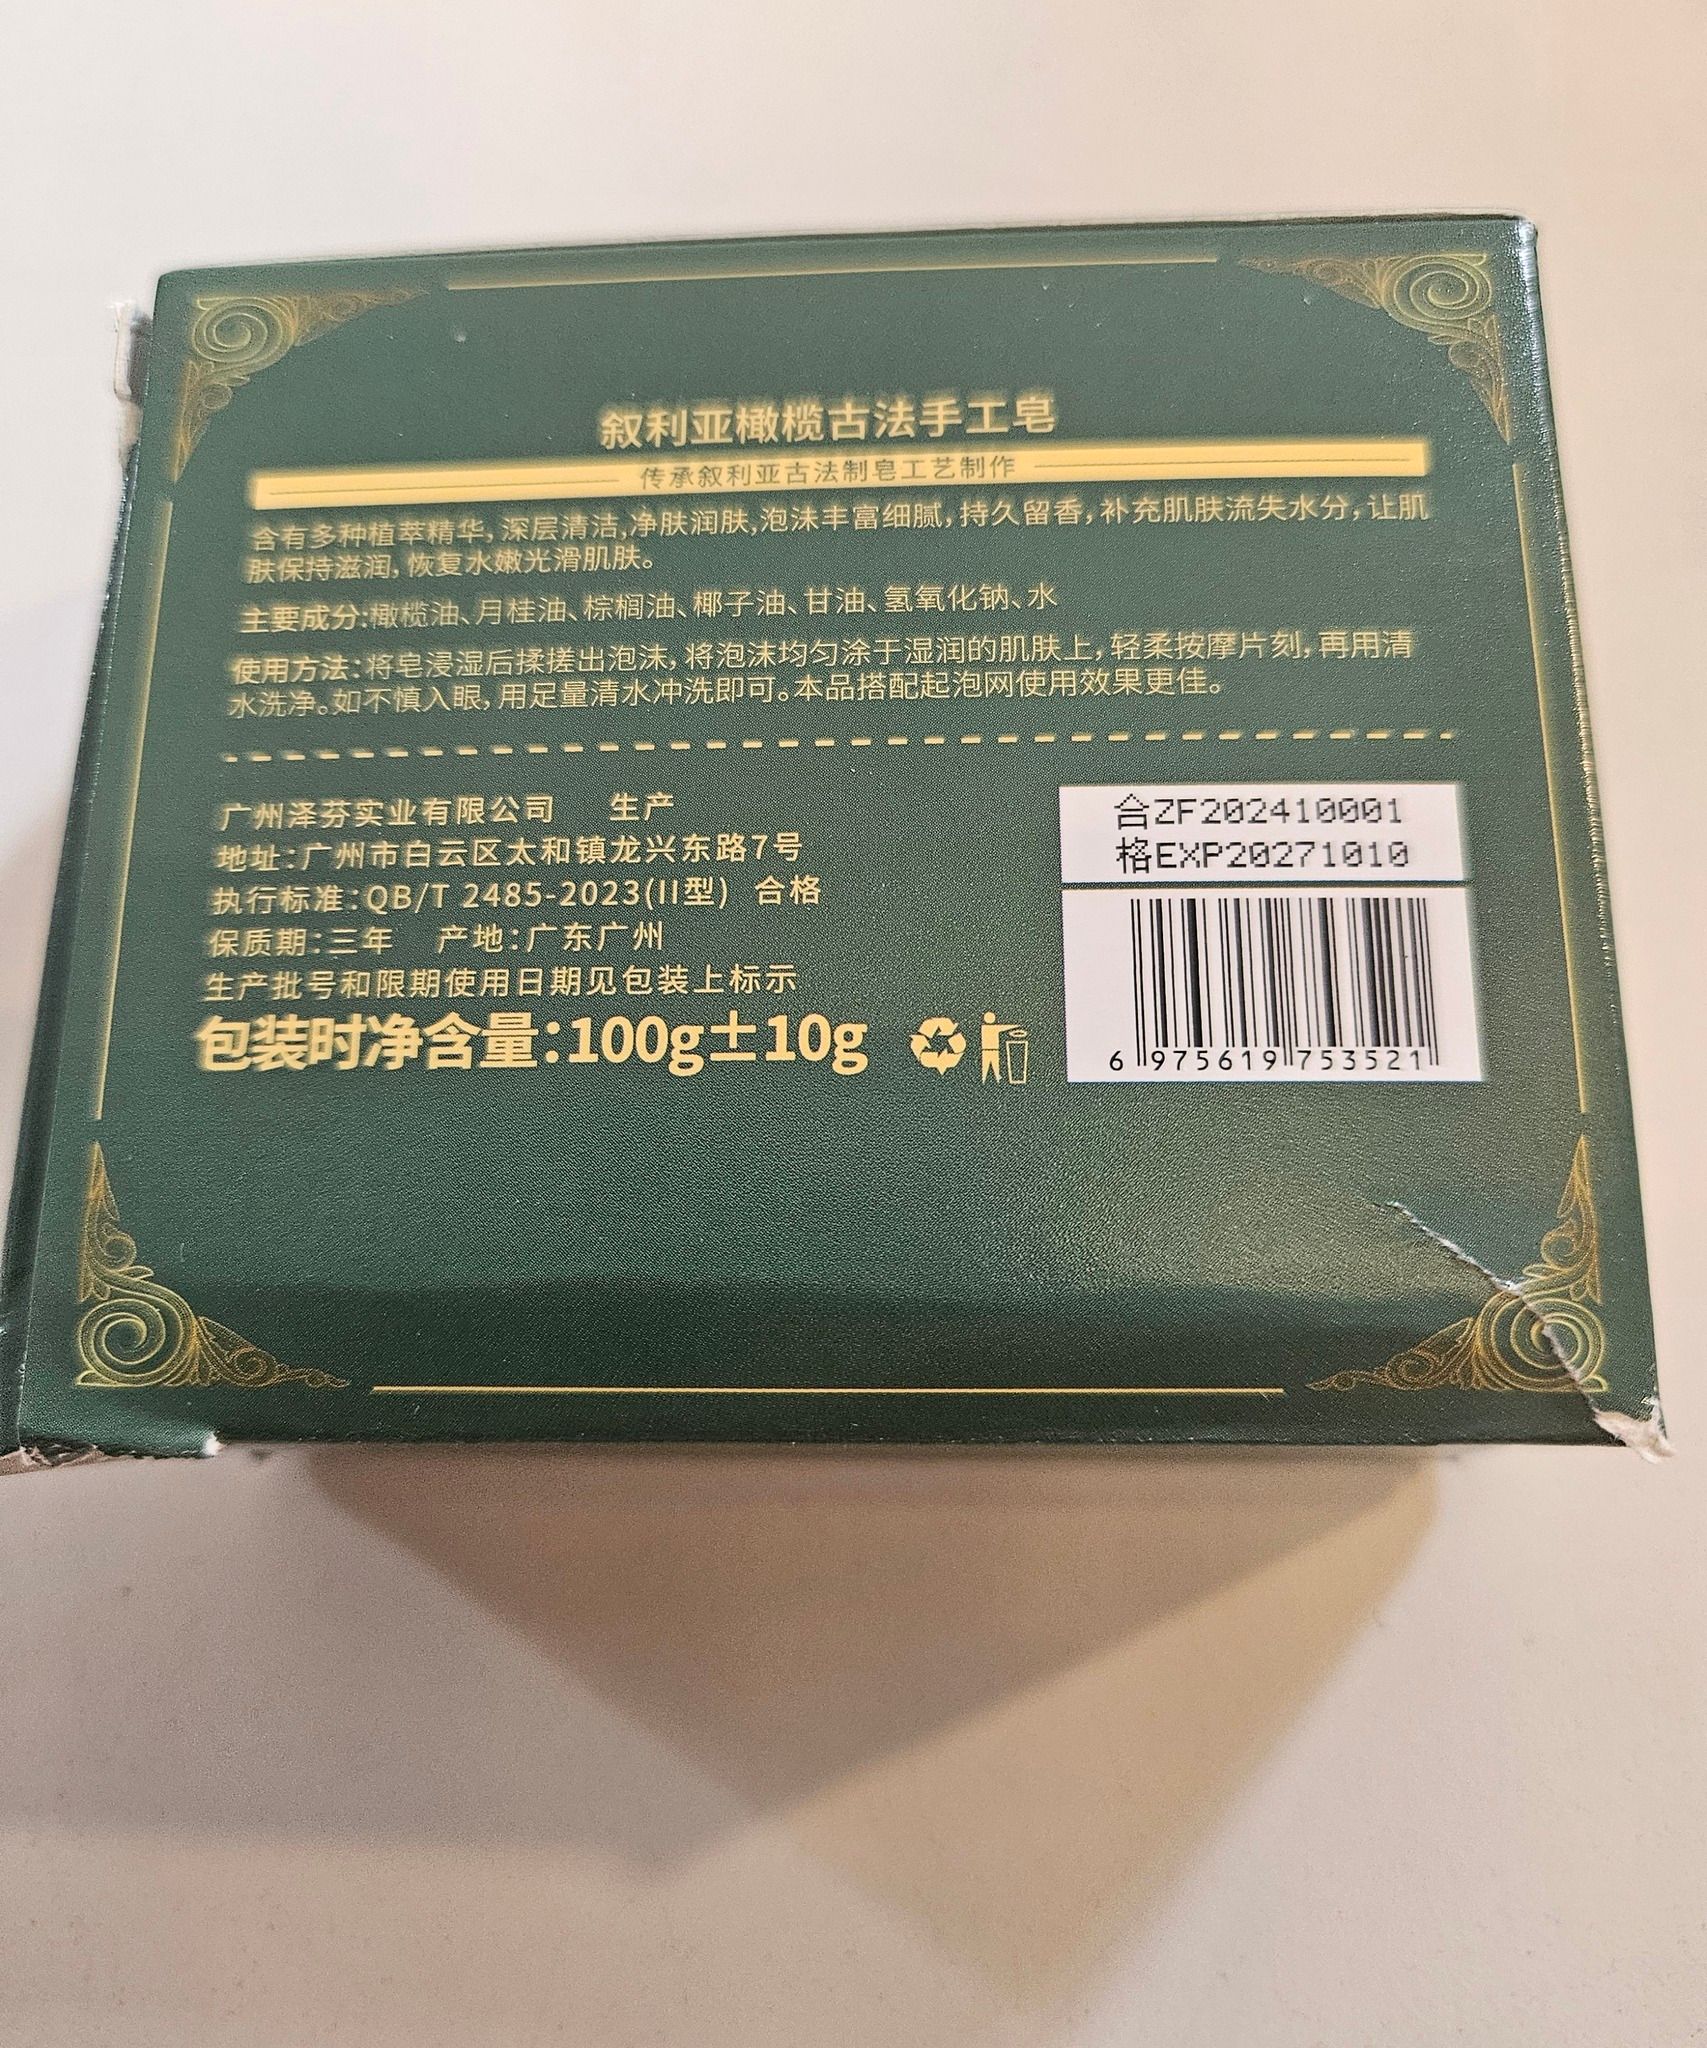 叙利亚橄榄古法手工皂
传承叙利亚古法制皂工艺制作
含有多种植萃精华，深层清洁,净肤润肤,泡沫丰富细腻，持久留香，补充肌肤流失水分，让肌
肤保持滋润，恢复水嫩光滑肌肤。
主要成分:橄榄油、月桂油、棕榈油、椰子油、甘油、氢氧化钠、水
使用方法：将皂浸湿后揉搓出泡沫，将泡沫均匀涂于湿润的肌肤上，轻柔按摩片刻，再用清
水洗净。如不慎入眼，用足量清水冲洗即可。本品搭配起泡网使用效果更佳。
广州泽芬实业有限公司 生产
地址：广州市白云区太和镇龙兴东路7号
执行标准：QB/T 2485-2023(II型) 合格
保质期：三年 产地：广东广州
生产批号和限期使用日期见包装上标示
包装时净含量：100g±10g
合ZF202410001
格EXP20271010
6 975619 753521